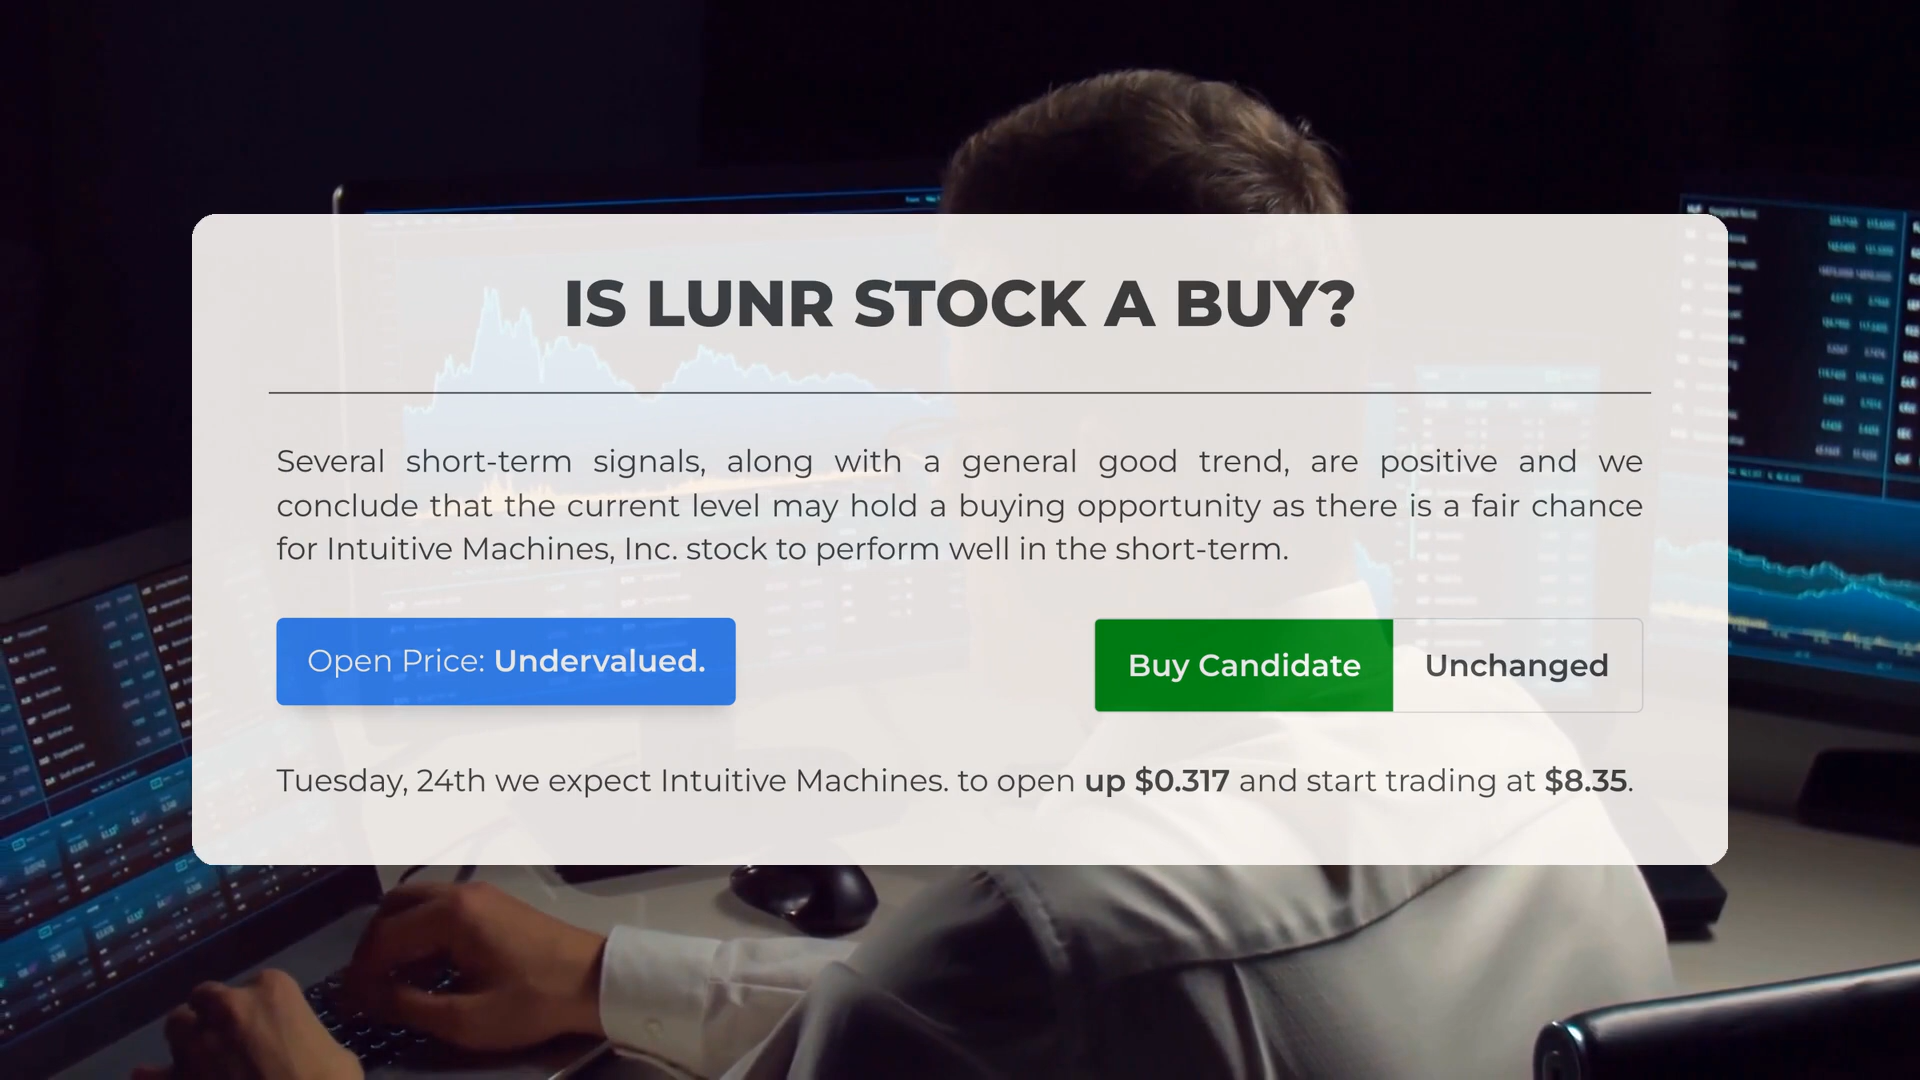 IS LUNR STOCK A BUY?
Several short-term signals, along with a general good trend, are positive and we
conclude that the current level may hold a buying opportunity as there is a fair chance
for Intuitive Machines, Inc. stock to perform well in the short-term.
Open Price: Undervalued.
Buy Candidate Unchanged
Tuesday, 24th we expect Intuitive Machines. to open up $0.317 and start trading at $8.35.